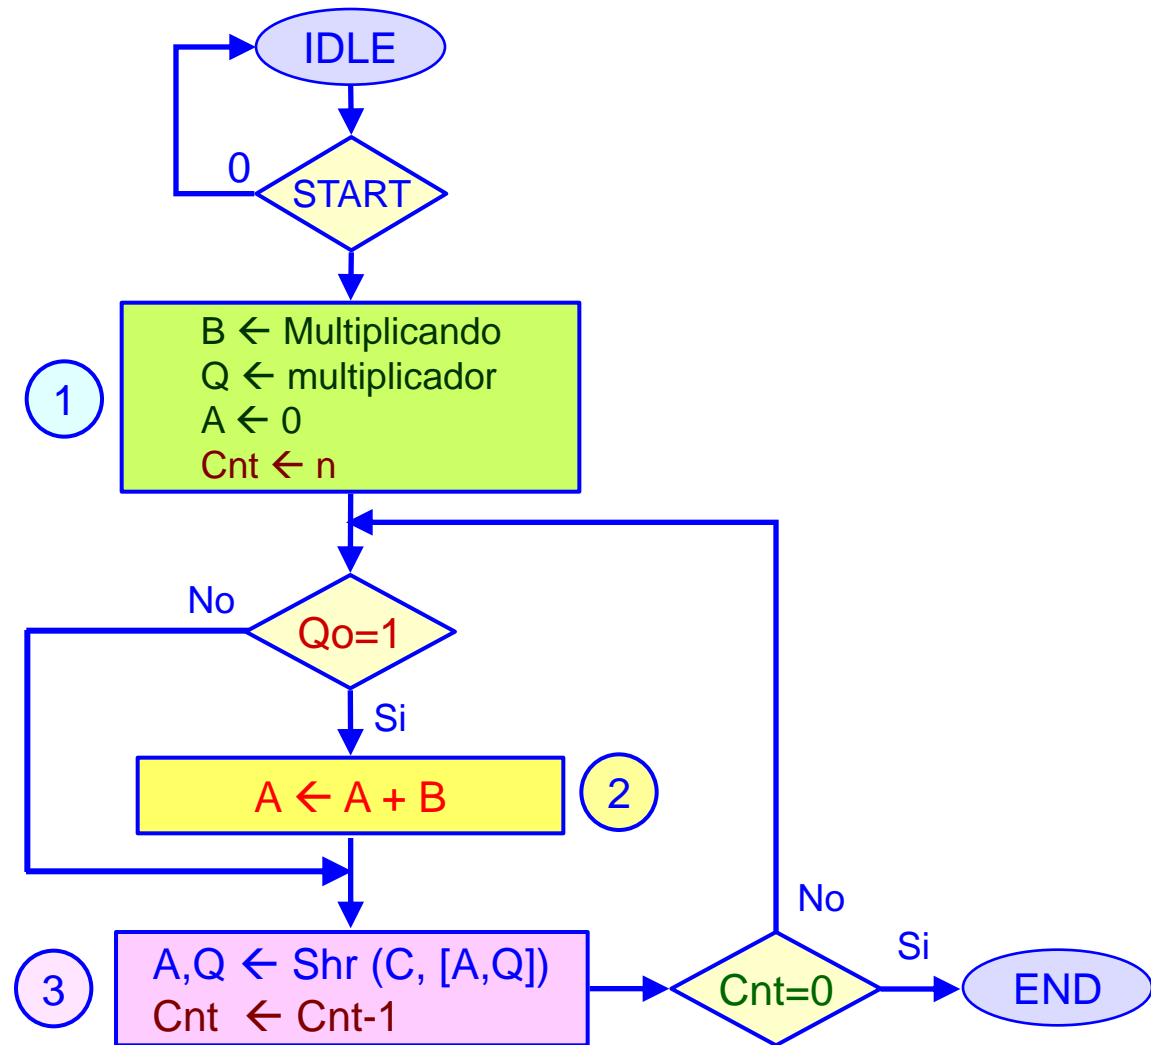 IDLE
0
START
B ← Multiplicando
Q ← multiplicador
A ← 0
Cnt ← n
1
No
Qo=1
Si
A ← A + B
2
A,Q ← Shr (C, [A,Q])
Cnt ← Cnt-1
3
No
Cnt=0
Si
END